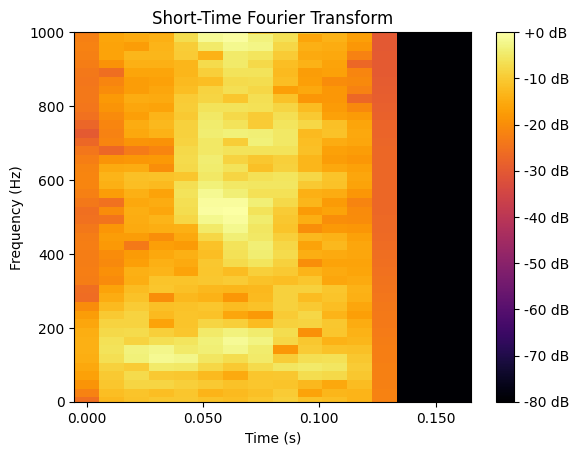 Short-Time Fourier Transform
1000
800
600
400
200
0
Frequency (Hz)
0.000
0.050
0.100
0.150
Time (s)
+0 dB
-10 dB
-20 dB
-30 dB
-40 dB
-50 dB
-60 dB
-70 dB
-80 dB